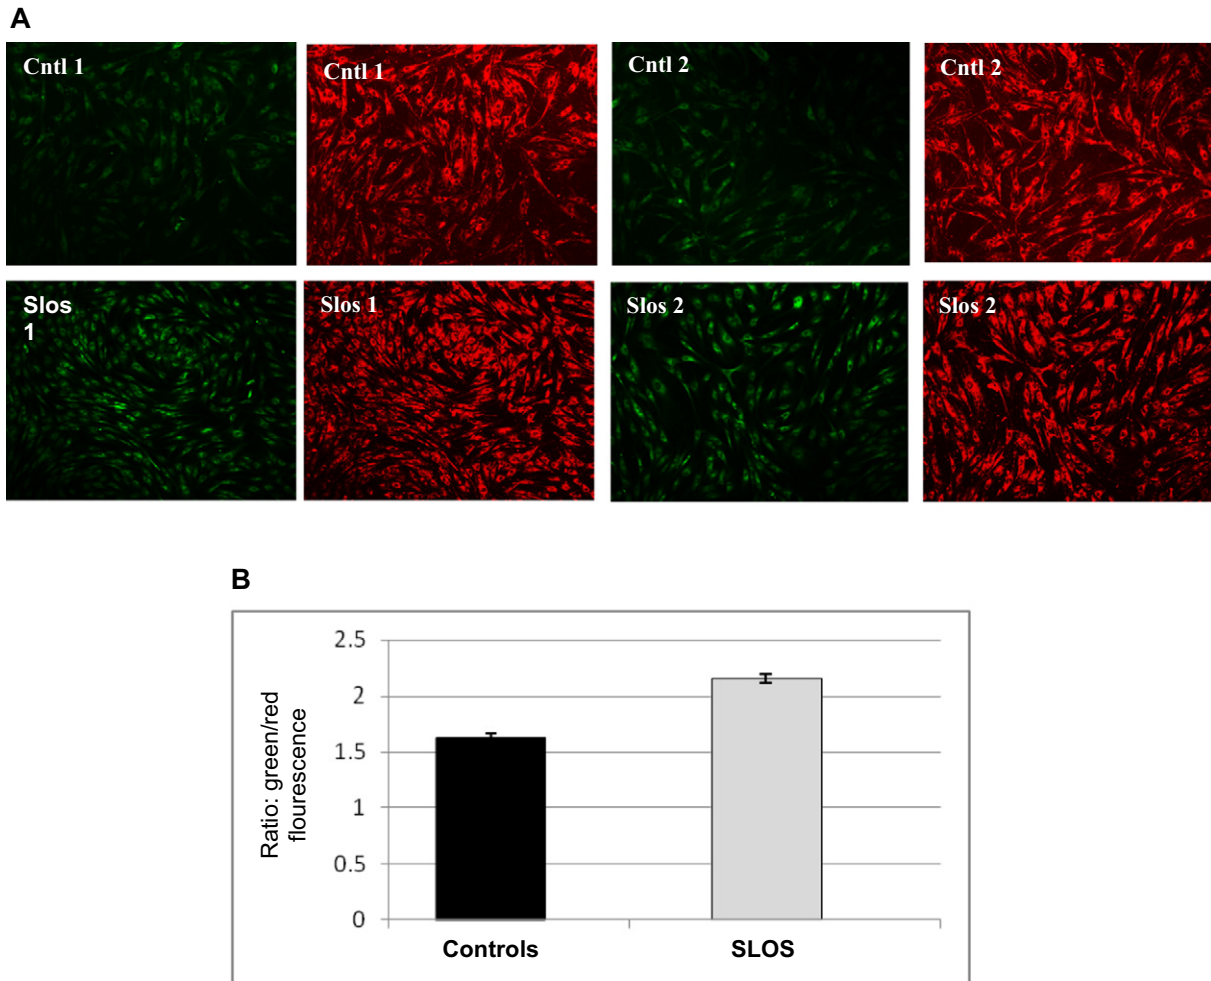 A
Cntl 1
Cntl 1
Cntl 2
Cntl 2
Slos
1
Slos 1
Slos 2
Slos 2
B
Ratio: green/red
flourescence
2.5
2
1.5
1
0.5
0
Controls
SLOS